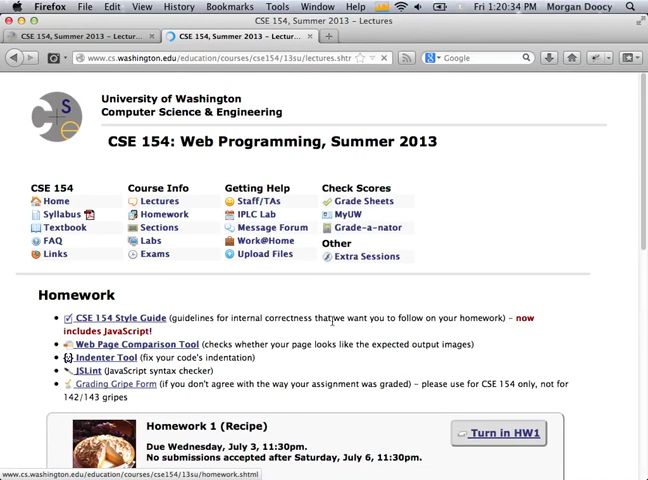 Firefox File Edit View History Bookmarks Tools Window Help Fri 1:20:34 PM Morgan Doocy
CSE 154, Summer 2013 – Lectures
CSE 154, Summer 2013 – Lectures... × CSE 154, Summer 2013 – Lectures × +
www.cs.washington.edu/education/courses/cse154/13su/lectures.shtm Google
University of Washington
Computer Science & Engineering
CSE 154: Web Programming, Summer 2013
CSE 154 Course Info Getting Help Check Scores
Home Lectures Staff/TAs Grade Sheets
Syllabus Homework IPLC Lab MyUW
Textbook Sections Message Forum Grade-a-nator
FAQ Labs Work@Home Other
Links Exams Upload Files Extra Sessions
Homework
• CSE 154 Style Guide (guidelines for internal correctness that we want you to follow on your homework) – now
includes JavaScript!
• Web Page Comparison Tool (checks whether your page looks like the expected output images)
• {;} Indenter Tool (fix your code's indentation)
• JSLint (JavaScript syntax checker)
• Grading Gripe Form (if you don't agree with the way your assignment was graded) – please use for CSE 154 only, not for
142/143 gripes
Homework 1 (Recipe)
Turn in HW1
Due Wednesday, July 3, 11:30pm.
No submissions accepted after Saturday, July 6, 11:30pm.
www.cs.washington.edu/education/courses/cse154/13su/homework.shtml